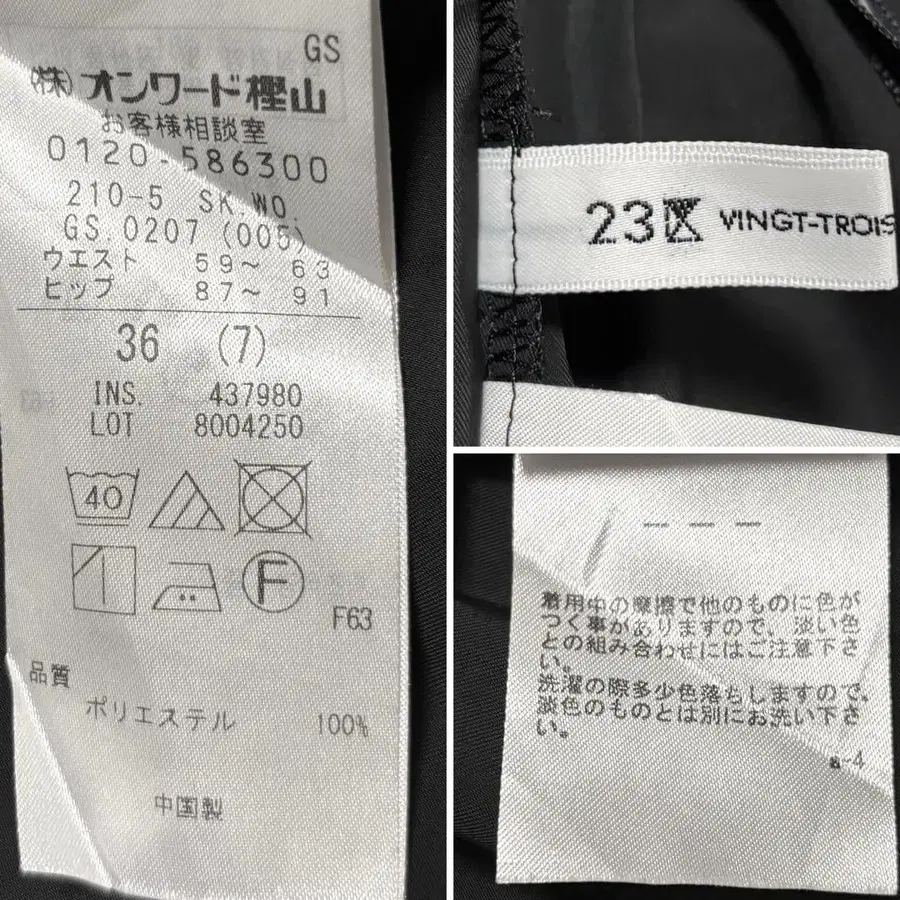 GS
㈱オンワード樫山
お客様相談室
0120-586300
210-5 SK.WO.
GS.0207 (005)
ウエスト 59~ 63
ヒップ 87~ 91
36 (7)
INS. 437980
LOT 8004250
40
F
F63
品質
ポリエステル 100%
中国製
23区 VINGT-TROIS
着用中の摩擦で他のものに色が
つく事がありますので、淡い色
との組み合わせにはご注意下さ
い。
洗濯の際多少色落ちしますので、
淡色のものとは別にお洗い下さ
い。
a-4